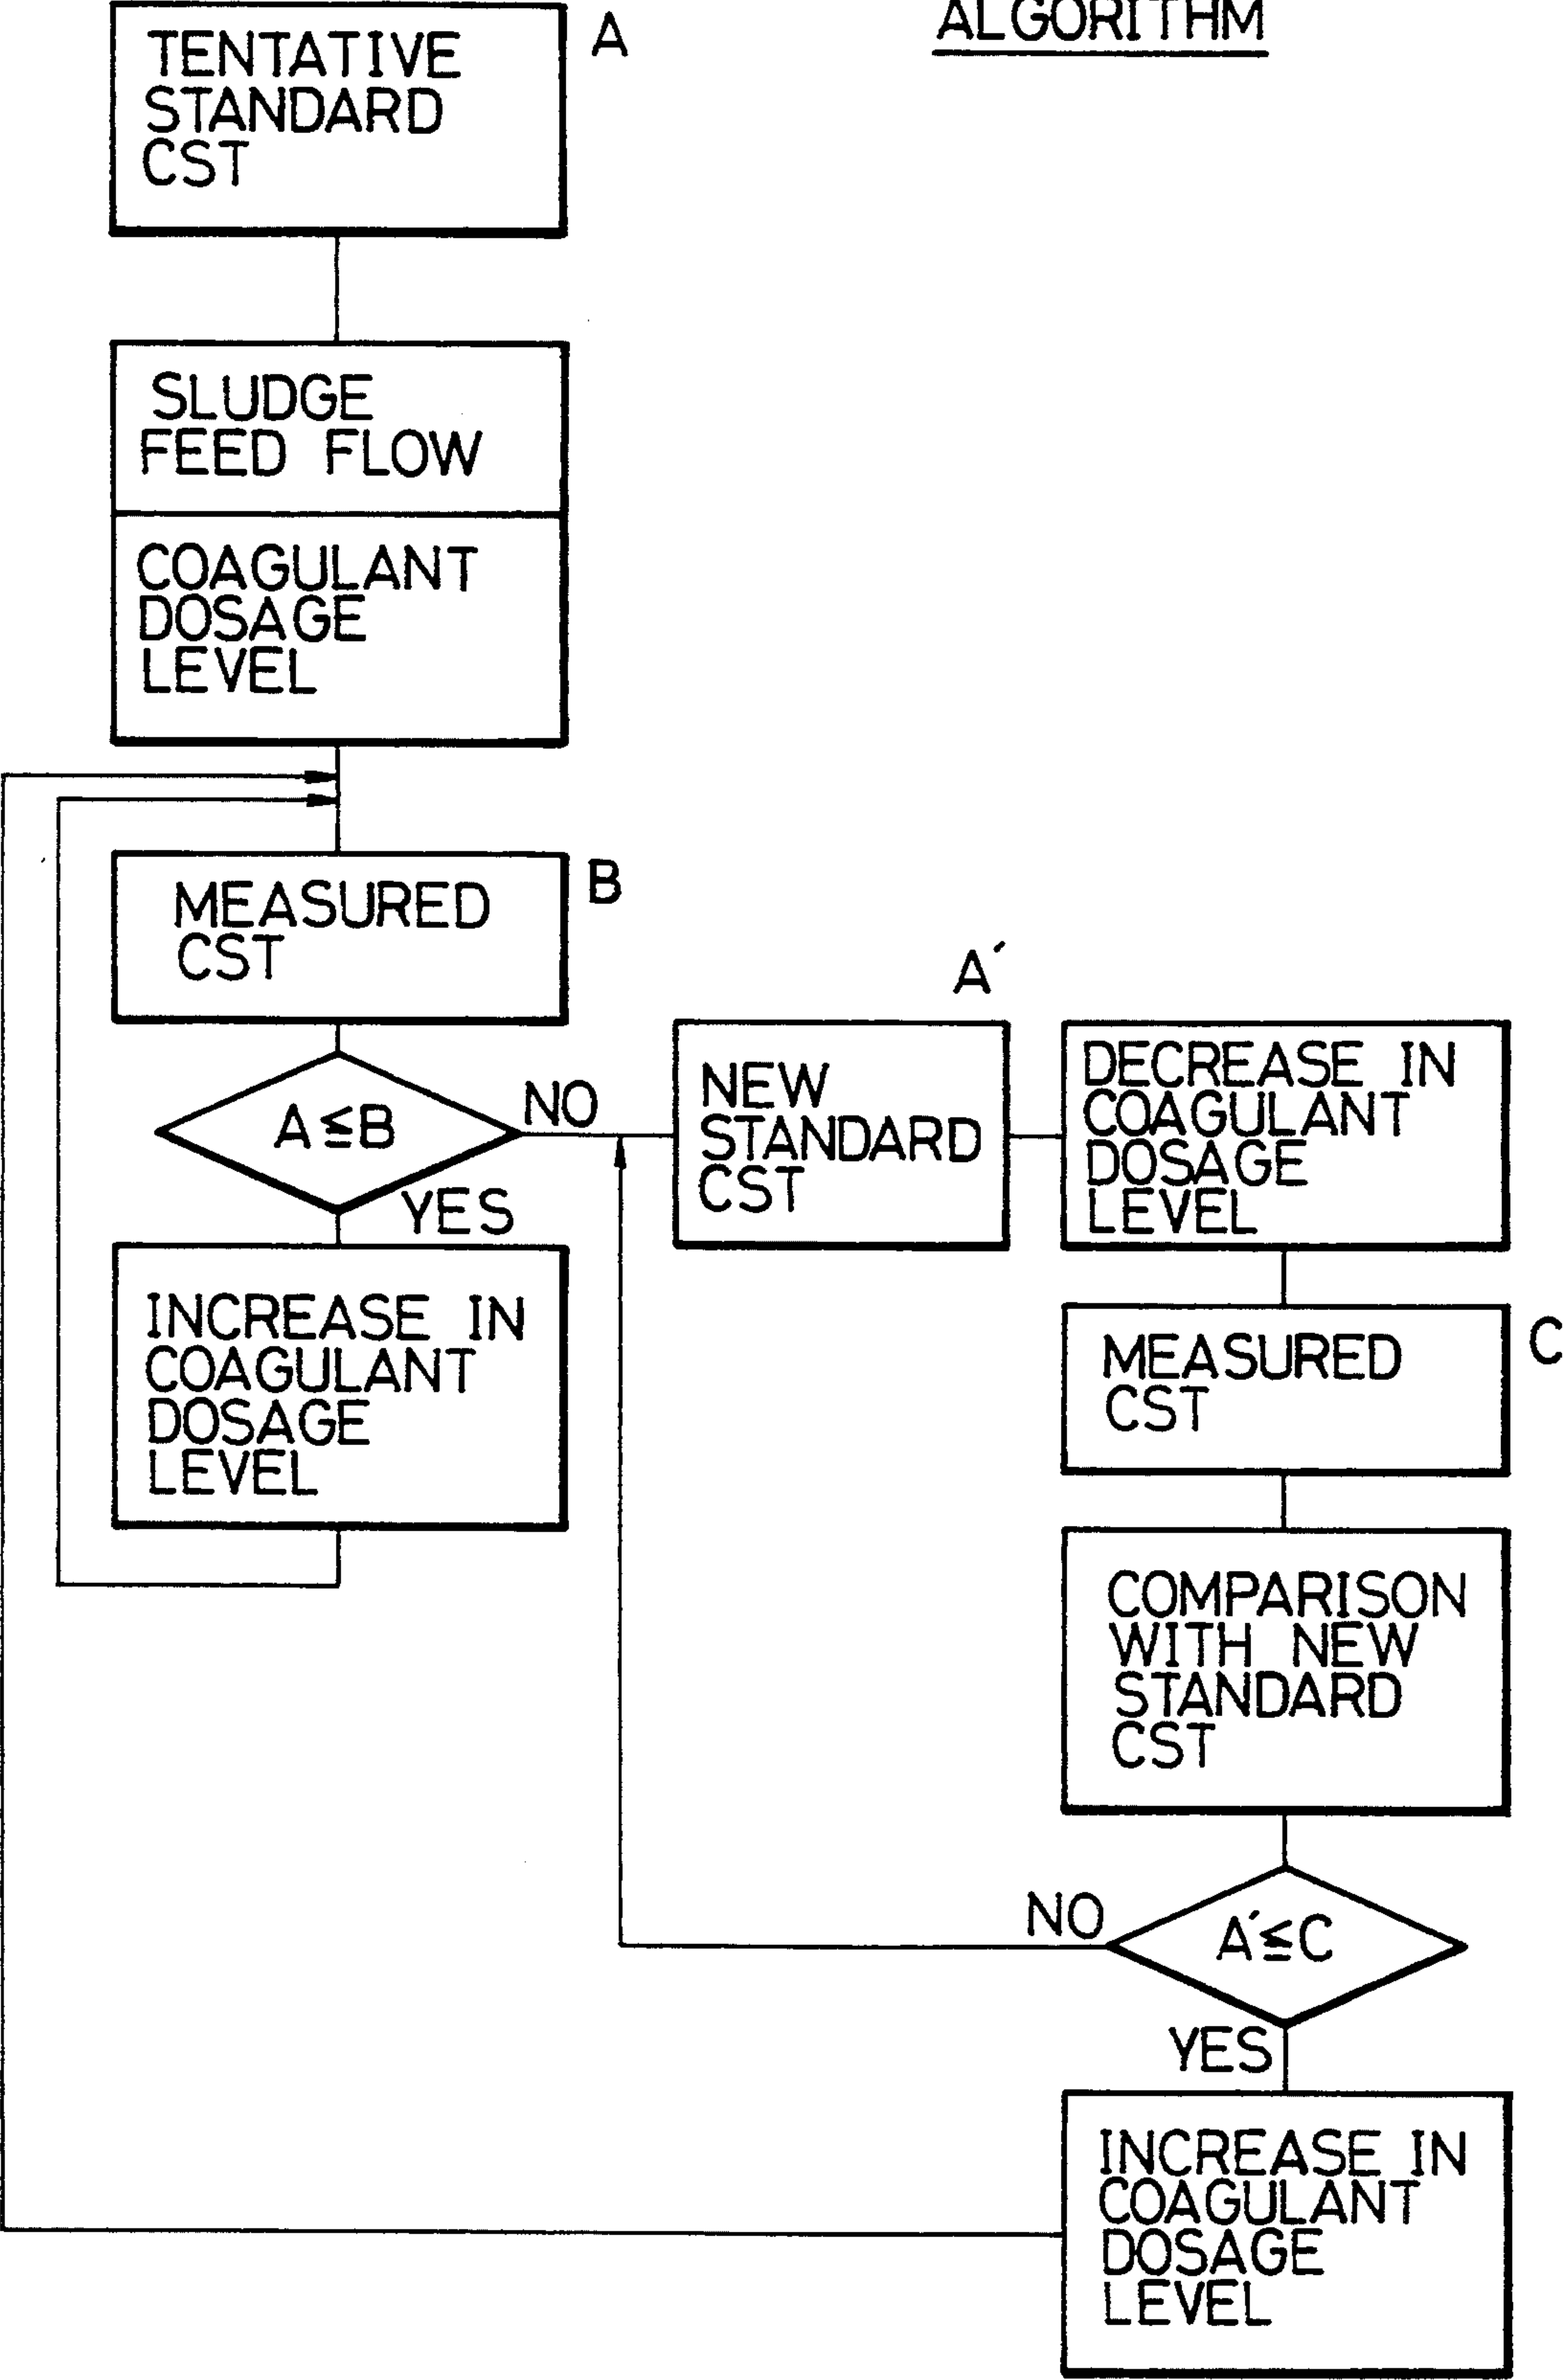 ALGORITHM
TENTATIVE
STANDARD
CST
A
SLUDGE
FEED FLOW
COAGULANT
DOSAGE
LEVEL
MEASURED
CST
B
A≦B
NO
YES
INCREASE IN
COAGULANT
DOSAGE
LEVEL
A′
NEW
STANDARD
CST
DECREASE IN
COAGULANT
DOSAGE
LEVEL
MEASURED
CST
C
COMPARISON
WITH NEW
STANDARD
CST
A′≦C
NO
YES
INCREASE IN
COAGULANT
DOSAGE
LEVEL